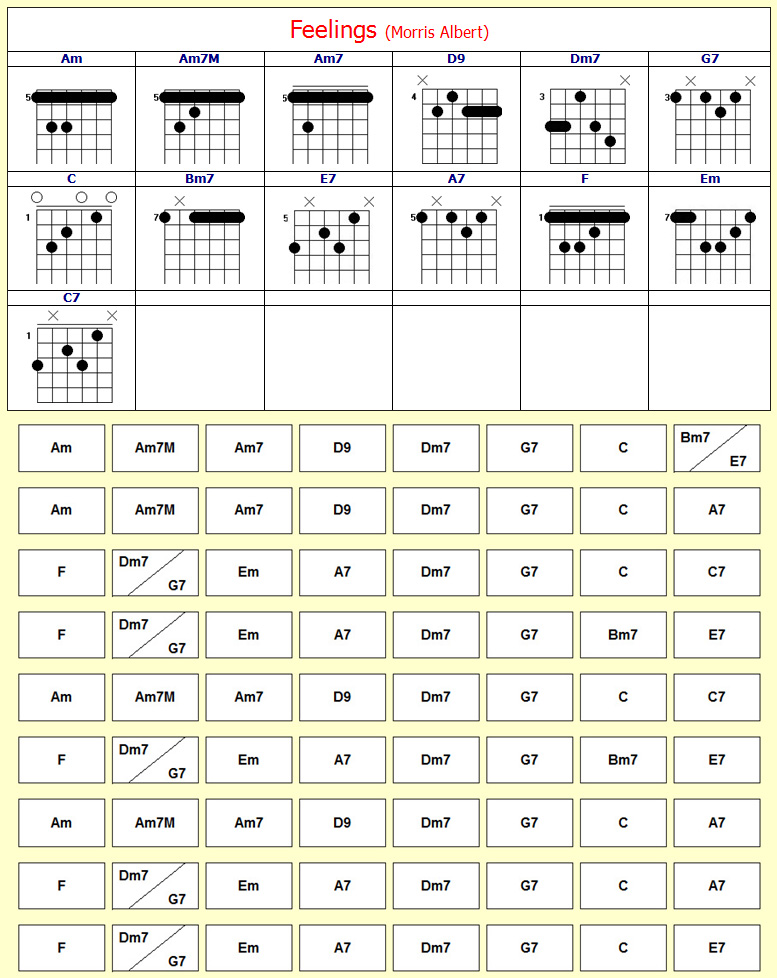 Feelings (Morris Albert)
Am Am7M Am7 D9 Dm7 G7
5 5 5 4 3 3
C Bm7 E7 A7 F Em
1 7 5 5 1 7
C7
1
Am Am7M Am7 D9 Dm7 G7 C Bm7 E7
Am Am7M Am7 D9 Dm7 G7 C A7
F Dm7 G7 Em A7 Dm7 G7 C C7
F Dm7 G7 Em A7 Dm7 G7 Bm7 E7
Am Am7M Am7 D9 Dm7 G7 C C7
F Dm7 G7 Em A7 Dm7 G7 Bm7 E7
Am Am7M Am7 D9 Dm7 G7 C A7
F Dm7 G7 Em A7 Dm7 G7 C A7
F Dm7 G7 Em A7 Dm7 G7 C E7